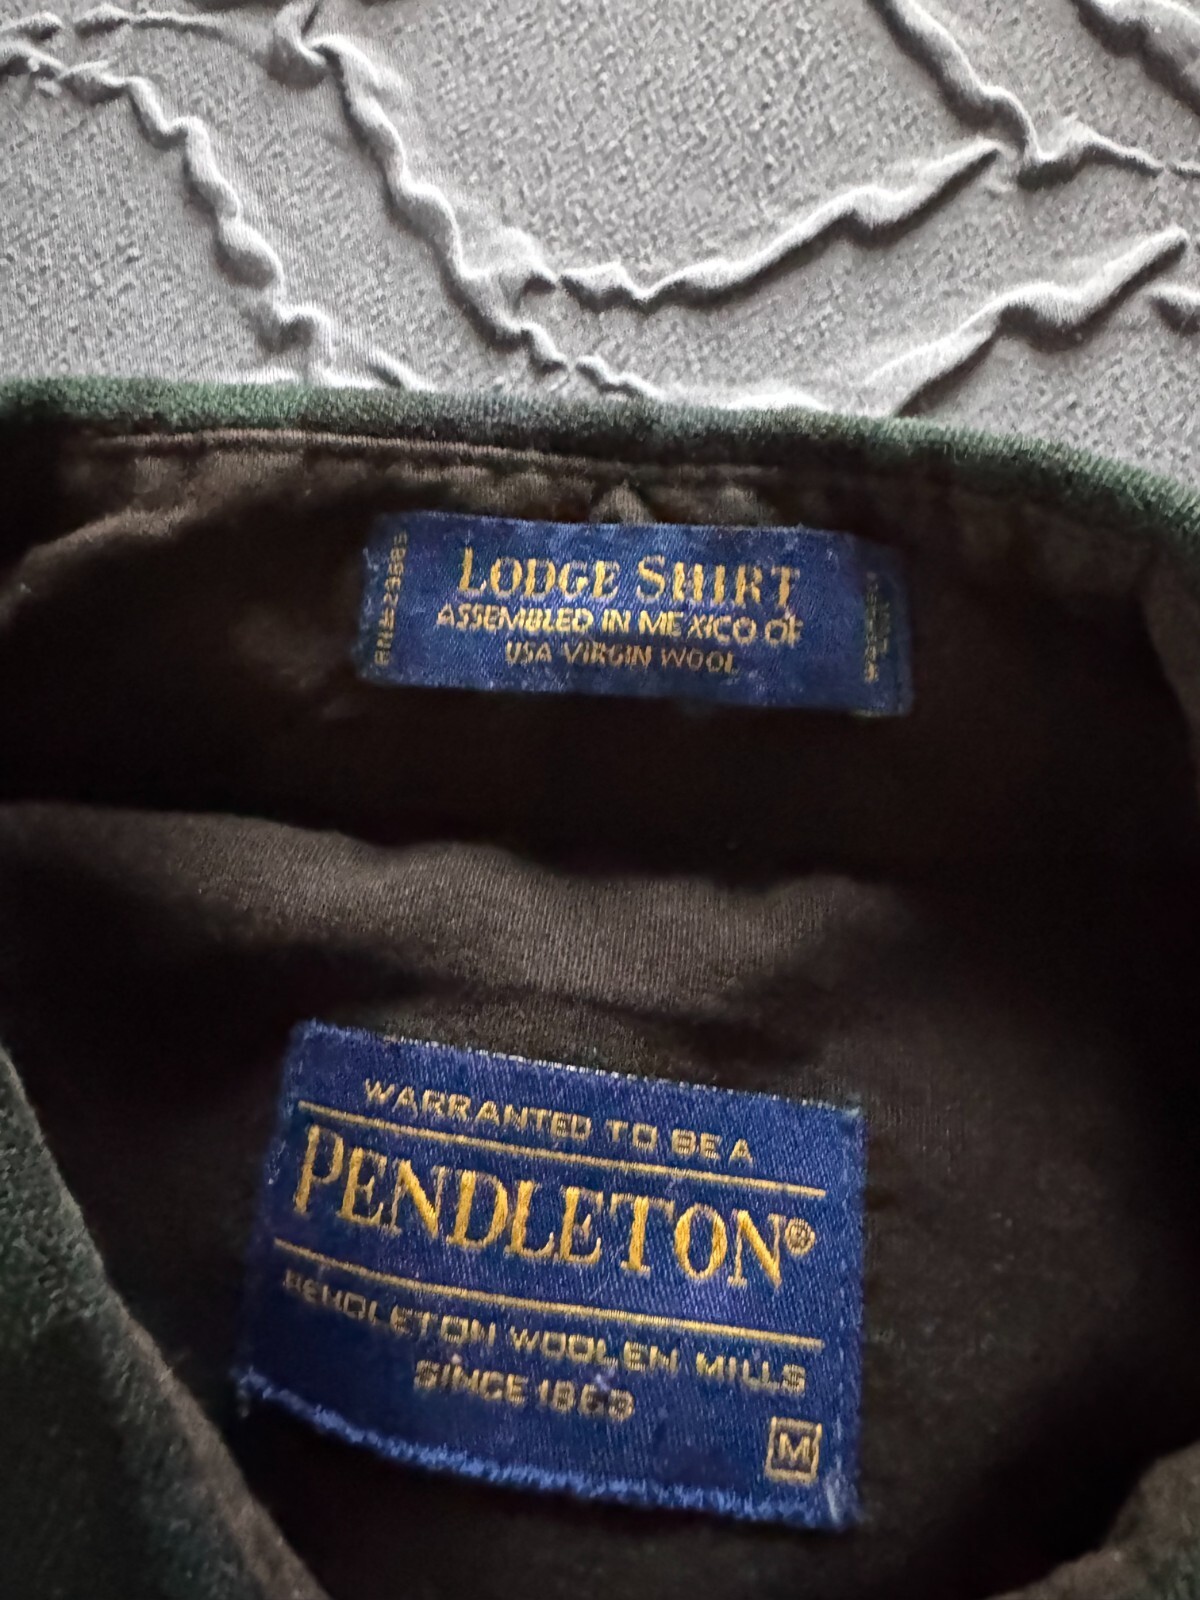 LODGE SHIRT
ASSEMBLED IN MEXICO OF
USA VIRGIN WOOL
WARRANTED TO BE A
PENDLETON®
PENDLETON WOOLEN MILLS
SINCE 1863
M